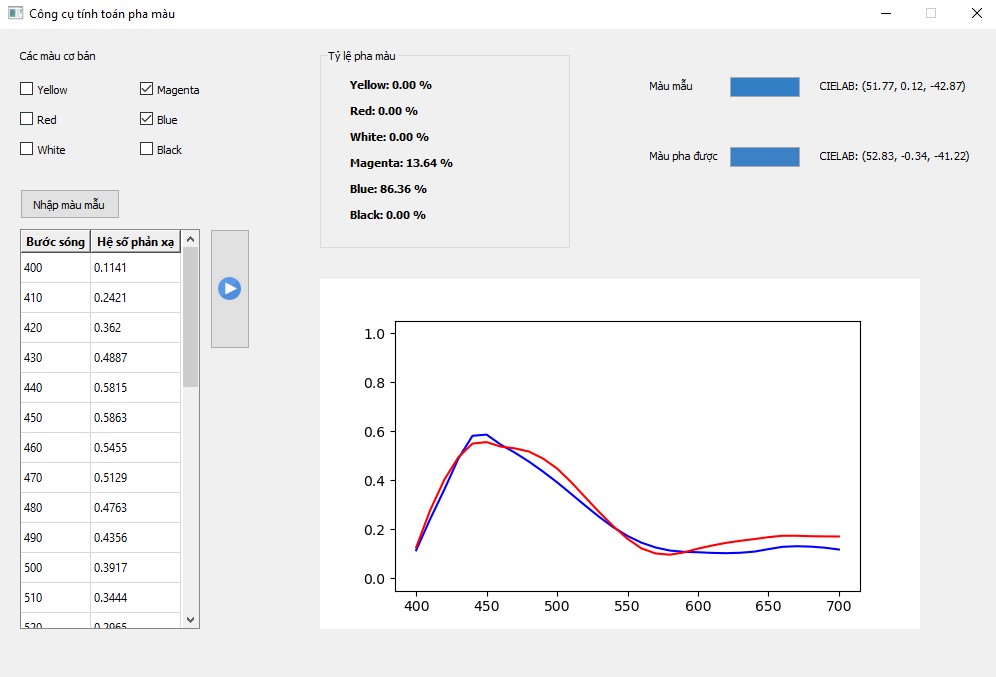 Công cụ tính toán pha màu
Các màu cơ bản
Yellow
Magenta
Red
Blue
White
Black
Nhập màu mẫu
Bước sóng Hệ số phản xạ
400 0.1141
410 0.2421
420 0.362
430 0.4887
440 0.5815
450 0.5863
460 0.5455
470 0.5129
480 0.4763
490 0.4356
500 0.3917
510 0.3444
520 0.2965
Tỷ lệ pha màu
Yellow: 0.00 %
Red: 0.00 %
White: 0.00 %
Magenta: 13.64 %
Blue: 86.36 %
Black: 0.00 %
Màu mẫu CIELAB: (51.77, 0.12, -42.87)
Màu pha được CIELAB: (52.83, -0.34, -41.22)
1.0
0.8
0.6
0.4
0.2
0.0
400 450 500 550 600 650 700